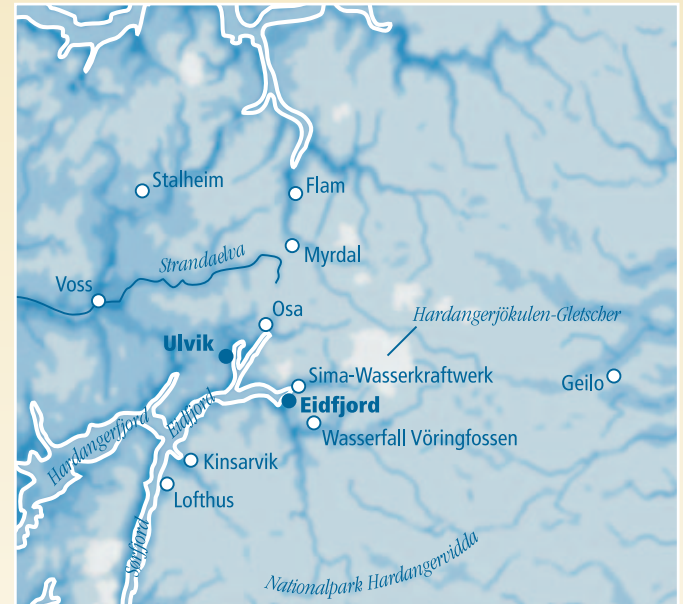 Stalheim
Flam
Strandaelva
Myrdal
Voss
Osa
Hardangerjökulen-Gletscher
Ulvik
Sima-Wasserkraftwerk
Geilo
Eidfjord
Eidfjord
Wasserfall Vöringfossen
Hardangerfjord
Kinsarvik
Lofthus
Sørfjord
Nationalpark Hardangervidda